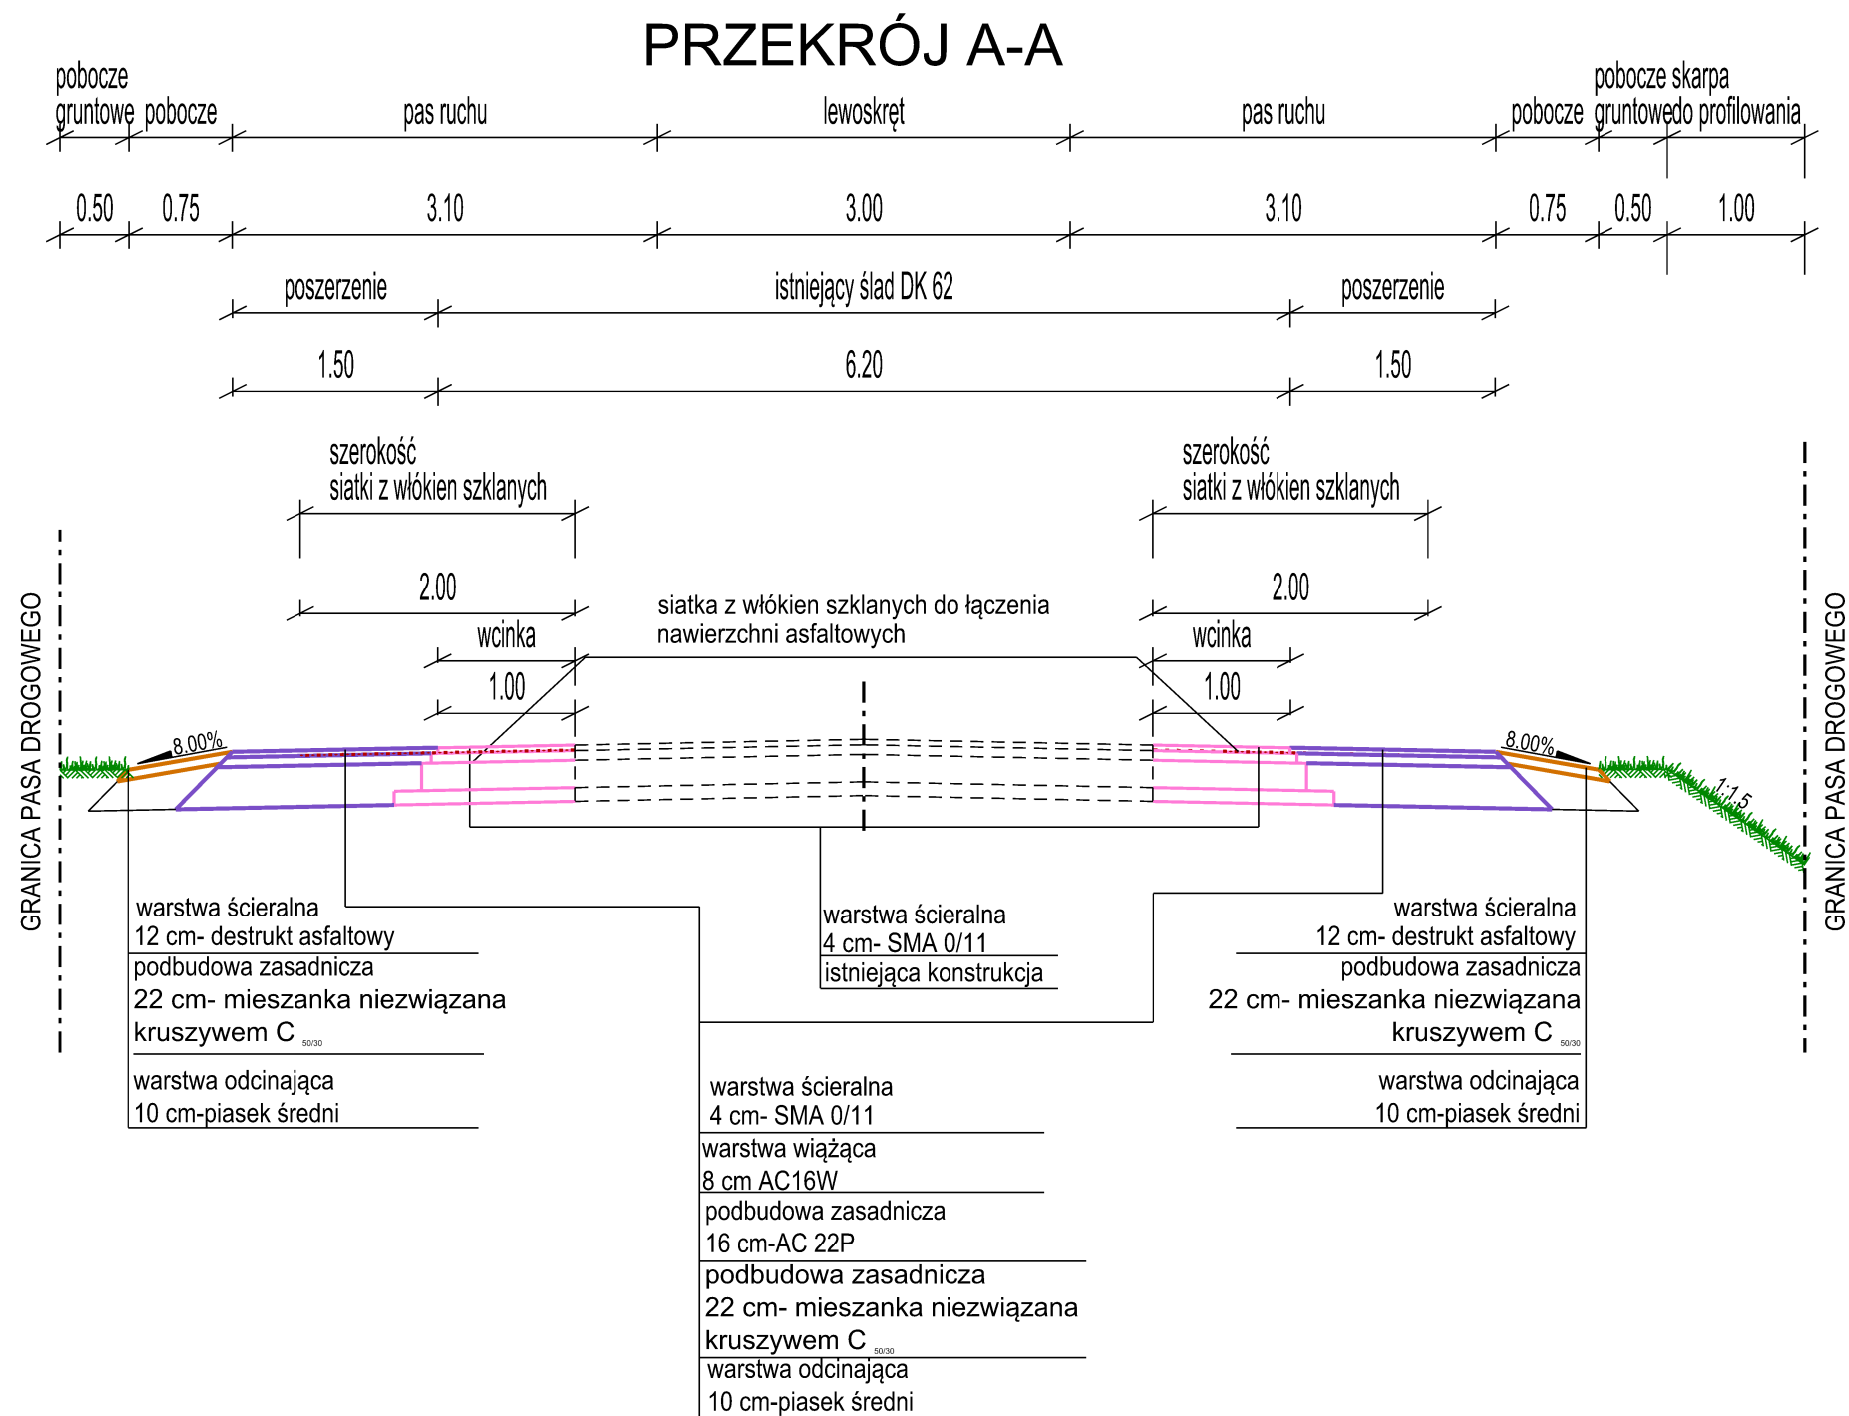 PRZEKRÓJ A-A
pobocze
gruntowe
pobocze
pas ruchu
lewoskręt
pas ruchu
pobocze
pobocze
gruntowe
skarpa
do profilowania
0.50
0.75
3.10
3.00
3.10
0.75
0.50
1.00
poszerzenie
istniejący ślad DK 62
poszerzenie
1.50
6.20
1.50
szerokość
siatki z włókien szklanych
szerokość
siatki z włókien szklanych
2.00
2.00
siatka z włókien szklanych do łączenia
nawierzchni asfaltowych
wcinka
wcinka
1.00
1.00
GRANICA PASA DROGOWEGO
GRANICA PASA DROGOWEGO
8.00%
8.00%
1:1.5
warstwa ścieralna
12 cm- destrukt asfaltowy
podbudowa zasadnicza
22 cm- mieszanka niezwiązana
kruszywem C 50/30
warstwa odcinająca
10 cm-piasek średni
warstwa ścieralna
4 cm- SMA 0/11
istniejąca konstrukcja
warstwa ścieralna
12 cm- destrukt asfaltowy
podbudowa zasadnicza
22 cm- mieszanka niezwiązana
kruszywem C 50/30
warstwa odcinająca
10 cm-piasek średni
warstwa ścieralna
4 cm- SMA 0/11
warstwa wiążąca
8 cm AC16W
podbudowa zasadnicza
16 cm-AC 22P
podbudowa zasadnicza
22 cm- mieszanka niezwiązana
kruszywem C 50/30
warstwa odcinająca
10 cm-piasek średni